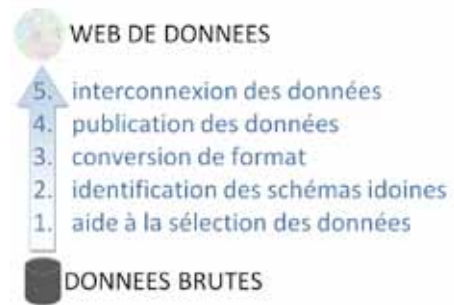 WEB DE DONNEES
5. interconnexion des données
4. publication des données
3. conversion de format
2. identification des schémas idoines
1. aide à la sélection des données
DONNEES BRUTES